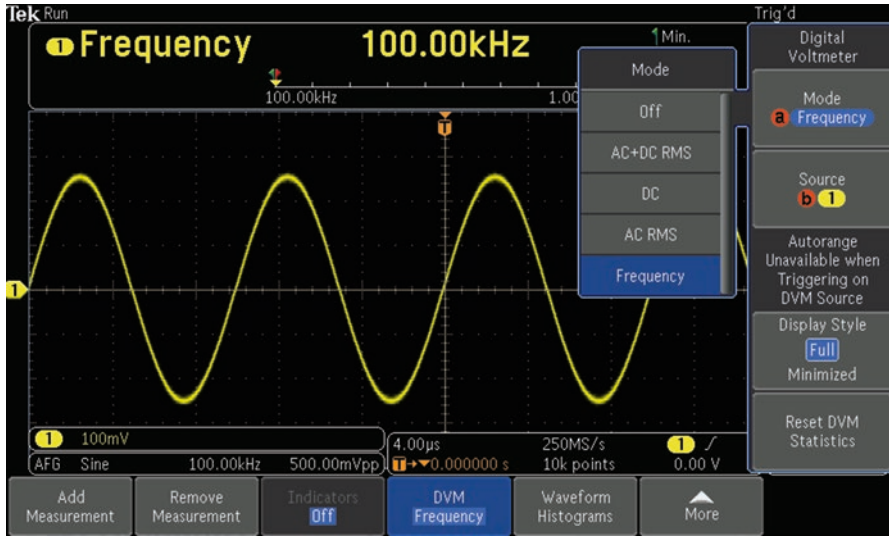 Tek Run Trig'd
1 Frequency 100.00kHz
Min.
100.00kHz 1.00
Mode
Off
AC+DC RMS
DC
AC RMS
Frequency
Digital
Voltmeter
Mode
a Frequency
Source
b 1
Autorange
Unavailable when
Triggering on
DVM Source
Display Style
Full
Minimized
Reset DVM
Statistics
T
1
1 100mV
AFG Sine 100.00kHz 500.00mVpp
4.00µs 250MS/s 1
T→▼0.000000 s 10k points 0.00 V
Add
Measurement
Remove
Measurement
Indicators
Off
DVM
Frequency
Waveform
Histograms
More